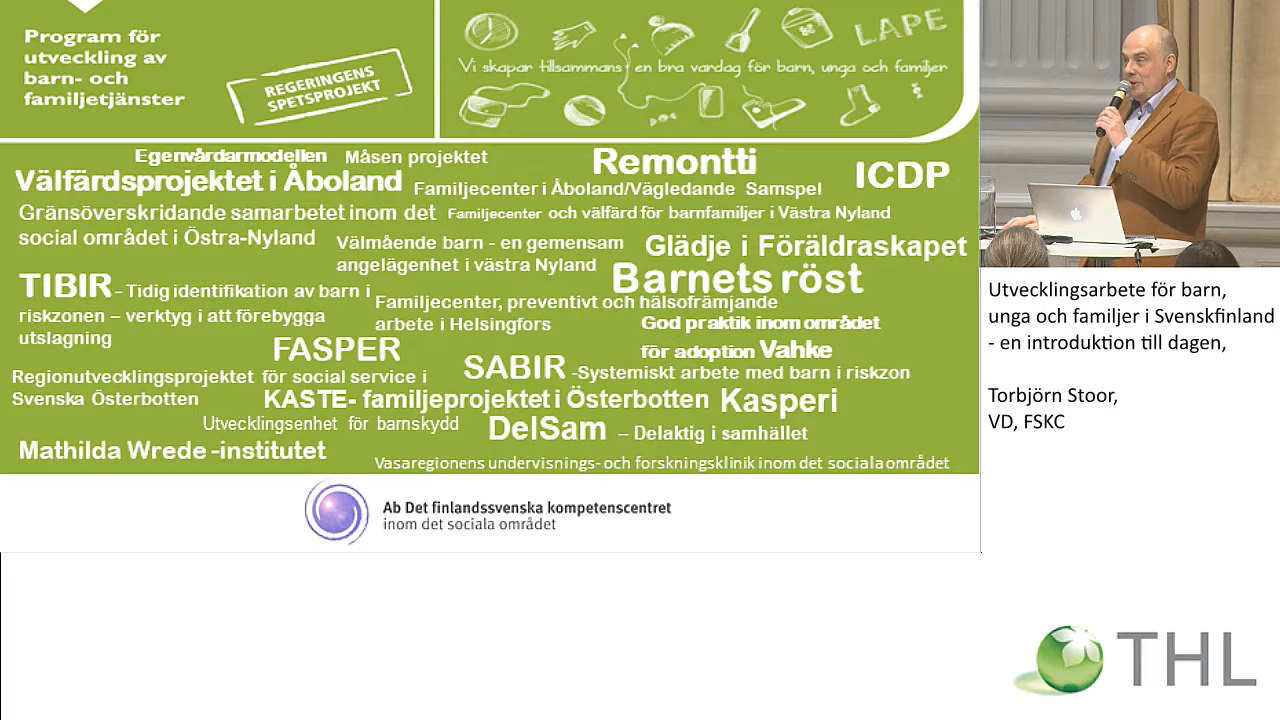 Program för
utveckling av
barn- och
familjetjänster
REGERINGENS
SPETSPROJEKT
LAPE
Vi skapar tillsammans en bra vardag för barn, unga och familjer
Egenvårdarmodellen
Måsen projektet
Remontti
ICDP
Välfärdsprojektet i Åboland
Familjecenter i Åboland/Vägledande Samspel
Gränsöverskridande samarbetet inom det
social området i Östra-Nyland
Familjecenter och välfärd för barnfamiljer i Västra Nyland
Välmående barn - en gemensam
angelägenhet i västra Nyland
Glädje i Föräldraskapet
Barnets röst
TIBIR - Tidig identifikation av barn i
riskzonen – verktyg i att förebygga
utslagning
Familjecenter, preventivt och hälsofrämjande
arbete i Helsingfors
God praktik inom området
för adoption Vahke
FASPER
SABIR -Systemiskt arbete med barn i riskzon
Regionutvecklingsprojektet för social service i
Svenska Österbotten
KASTE- familjeprojektet i Österbotten
Kasperi
Utvecklingsenhet för barnskydd
DelSam – Delaktig i samhället
Mathilda Wrede -institutet
Vasaregionens undervisnings- och forskningsklinik inom det sociala området
Ab Det finlandssvenska kompetenscentret
inom det sociala området
Utvecklingsarbete för barn,
unga och familjer i Svenskfinland
- en introduktion till dagen,
Torbjörn Stoor,
VD, FSKC
THL